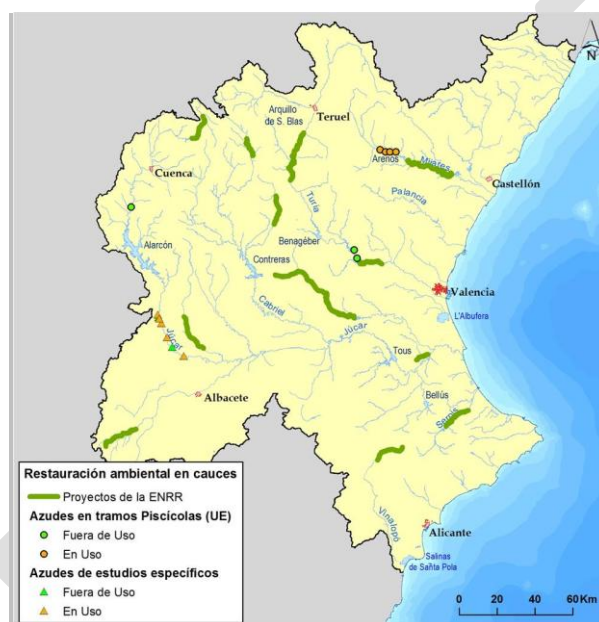 N
Teruel
Arquillo
de S. Blas
Arenos
Mijares
Castellón
Cuenca
Palancia
Turia
Alarcón
Benagéber
Contreras
Valencia
Cabriel
L'Albufera
Júcar
Júcar
Tous
Albacete
Bellús
Serpis
Vinalopó
Alicante
Salinas
de Santa Pola
Restauración ambiental en cauces
Proyectos de la ENRR
Azudes en tramos Piscícolas (UE)
Fuera de Uso
En Uso
Azudes de estudios específicos
Fuera de Uso
En Uso
0 20 40 60 Km